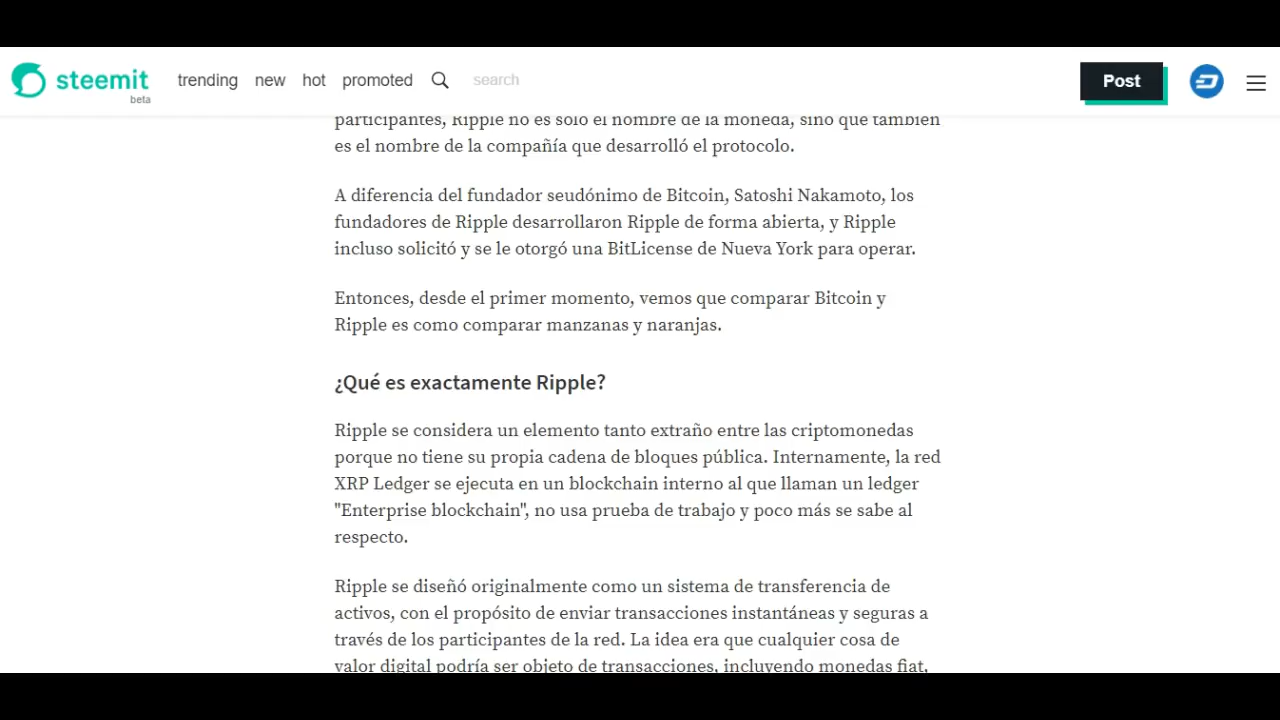 steemit
beta
trending new hot promoted search
Post
participantes, Ripple no es solo el nombre de la moneda, sino que también
es el nombre de la compañía que desarrolló el protocolo.
A diferencia del fundador seudónimo de Bitcoin, Satoshi Nakamoto, los
fundadores de Ripple desarrollaron Ripple de forma abierta, y Ripple
incluso solicitó y se le otorgó una BitLicense de Nueva York para operar.
Entonces, desde el primer momento, vemos que comparar Bitcoin y
Ripple es como comparar manzanas y naranjas.
¿Qué es exactamente Ripple?
Ripple se considera un elemento tanto extraño entre las criptomonedas
porque no tiene su propia cadena de bloques pública. Internamente, la red
XRP Ledger se ejecuta en un blockchain interno al que llaman un ledger
"Enterprise blockchain", no usa prueba de trabajo y poco más se sabe al
respecto.
Ripple se diseñó originalmente como un sistema de transferencia de
activos, con el propósito de enviar transacciones instantáneas y seguras a
través de los participantes de la red. La idea era que cualquier cosa de
valor digital podría ser objeto de transacciones, incluyendo monedas fiat,